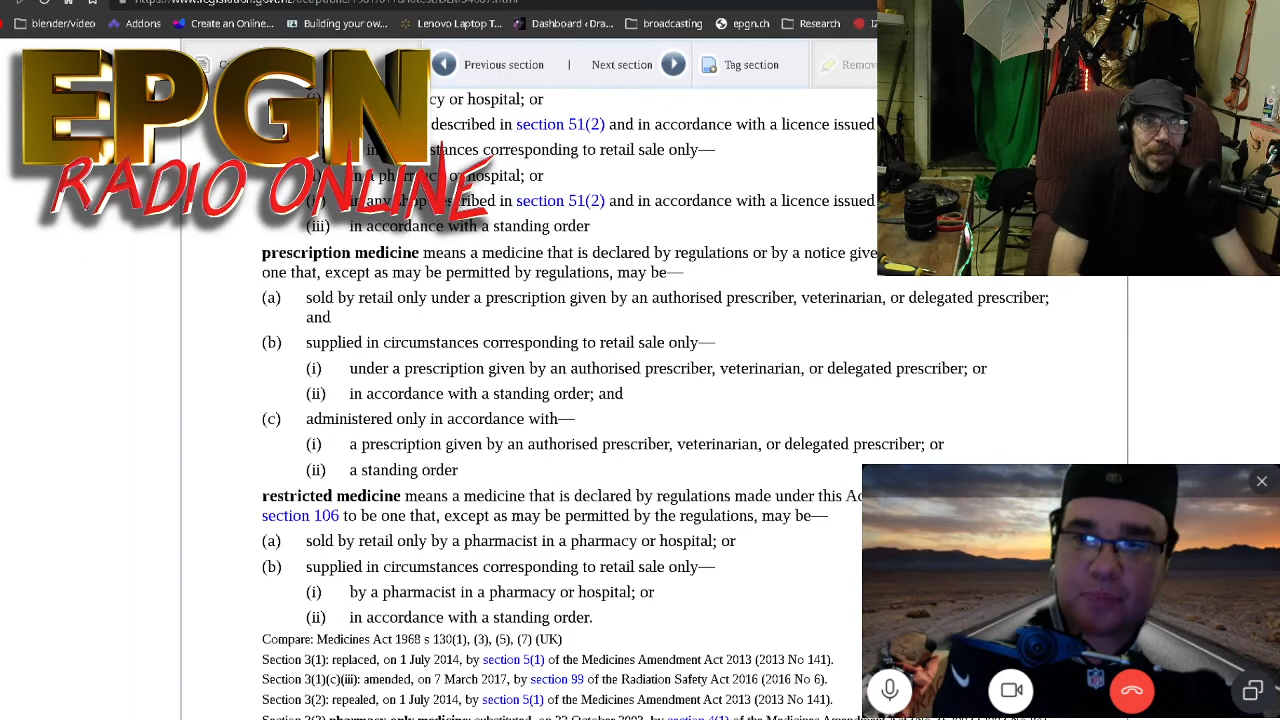 blender/video Addons Create an Online... Building your ow... Lenovo Laptop T... Dashboard ‹ Dra... broadcasting epgn.ch Research
Previous section | Next section Tag section Remov
EPGN
RADIO ONLINE
cy or hospital; or
described in section 51(2) and in accordance with a licence issued
in circumstances corresponding to retail sale only—
(i) in a pharmacy or hospital; or
(ii) in any shop described in section 51(2) and in accordance with a licence issued
(iii) in accordance with a standing order
prescription medicine means a medicine that is declared by regulations or by a notice give
one that, except as may be permitted by regulations, may be—
(a) sold by retail only under a prescription given by an authorised prescriber, veterinarian, or delegated prescriber;
and
(b) supplied in circumstances corresponding to retail sale only—
(i) under a prescription given by an authorised prescriber, veterinarian, or delegated prescriber; or
(ii) in accordance with a standing order; and
(c) administered only in accordance with—
(i) a prescription given by an authorised prescriber, veterinarian, or delegated prescriber; or
(ii) a standing order
restricted medicine means a medicine that is declared by regulations made under this Ac
section 106 to be one that, except as may be permitted by the regulations, may be—
(a) sold by retail only by a pharmacist in a pharmacy or hospital; or
(b) supplied in circumstances corresponding to retail sale only—
(i) by a pharmacist in a pharmacy or hospital; or
(ii) in accordance with a standing order.
Compare: Medicines Act 1968 s 130(1), (3), (5), (7) (UK)
Section 3(1): replaced, on 1 July 2014, by section 5(1) of the Medicines Amendment Act 2013 (2013 No 141).
Section 3(1)(c)(iii): amended, on 7 March 2017, by section 99 of the Radiation Safety Act 2016 (2016 No 6).
Section 3(2): repealed, on 1 July 2014, by section 5(1) of the Medicines Amendment Act 2013 (2013 No 141).
NFL